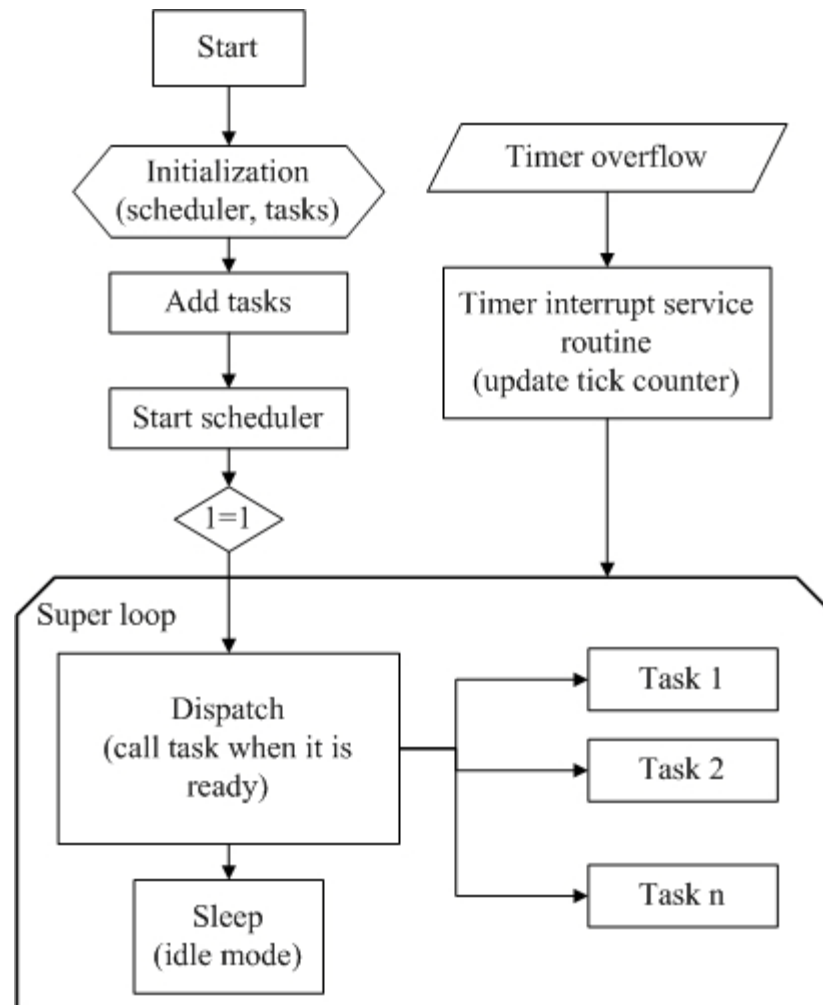 Start
Initialization
(scheduler, tasks)
Add tasks
Start scheduler
1=1
Timer overflow
Timer interrupt service
routine
(update tick counter)
Super loop
Dispatch
(call task when it is
ready)
Sleep
(idle mode)
Task 1
Task 2
Task n